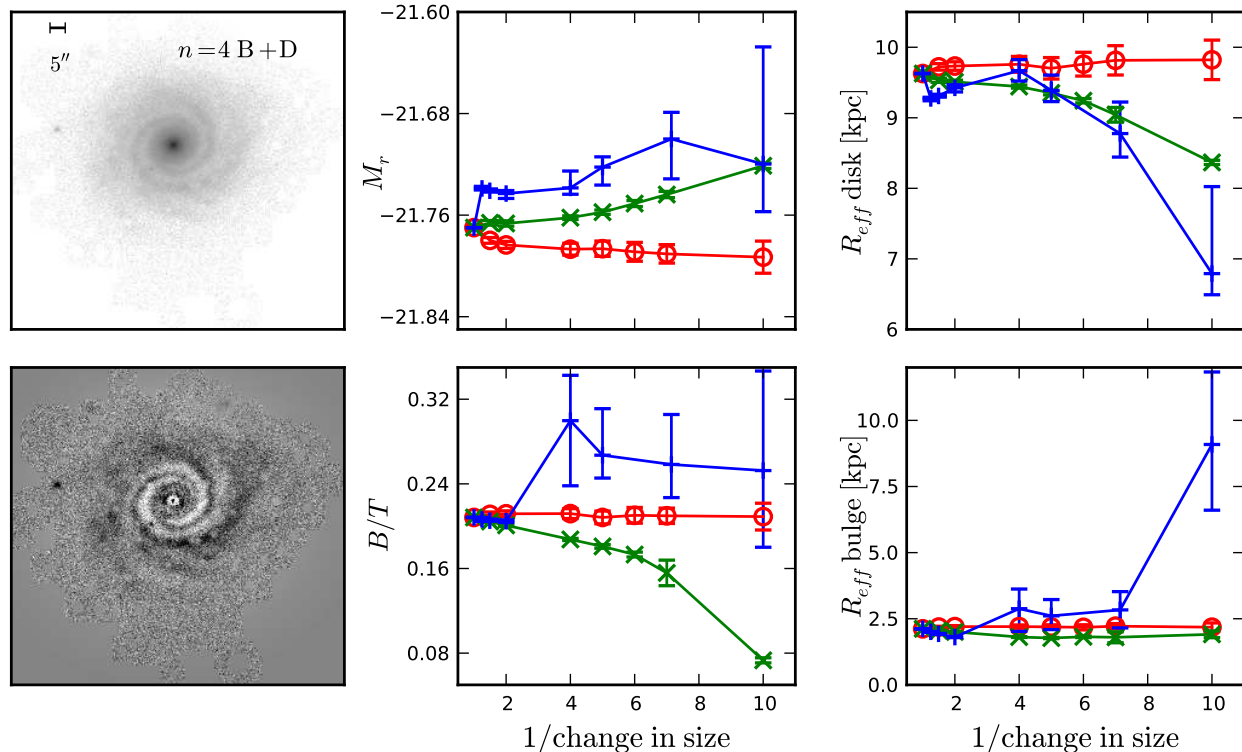 5″
n=4 B+D
−21.60
−21.68
−21.76
−21.84
M_r
10
9
8
7
6
R_eff disk [kpc]
0.32
0.24
0.16
0.08
B/T
2 4 6 8 10
1/change in size
10.0
7.5
5.0
2.5
0.0
R_eff bulge [kpc]
2 4 6 8 10
1/change in size